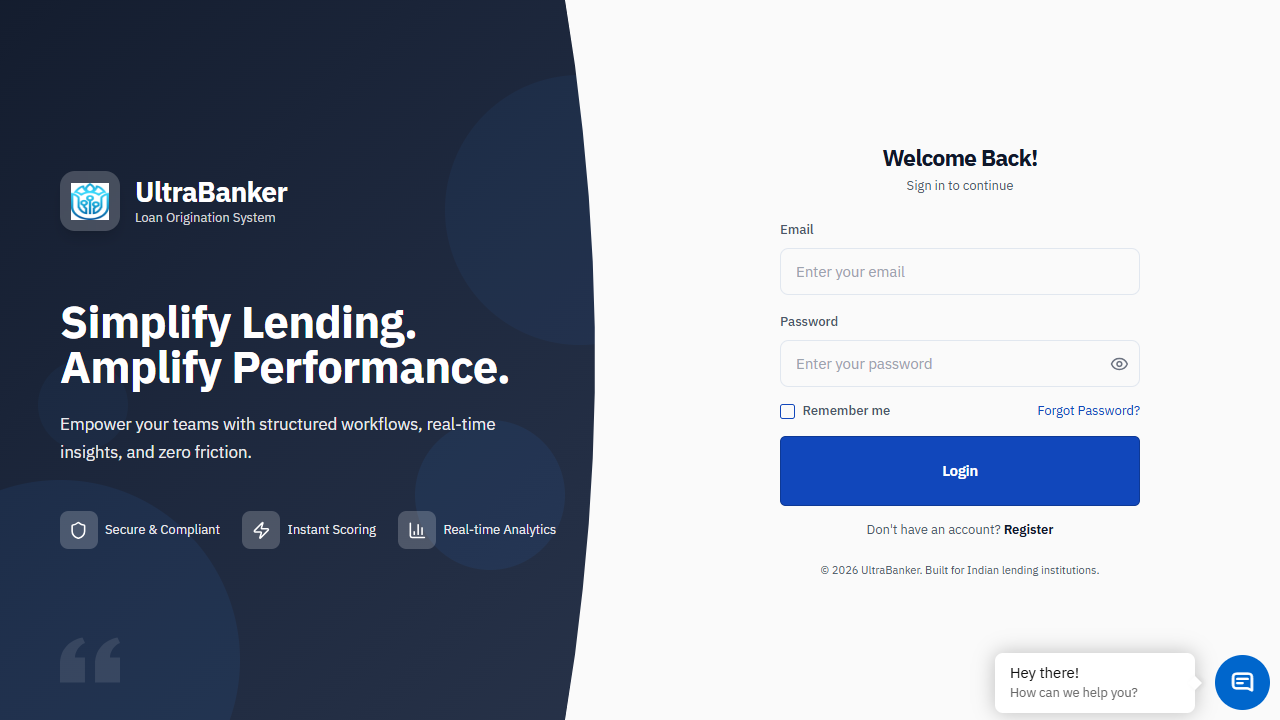 UltraBanker
Loan Origination System
Simplify Lending.
Amplify Performance.
Empower your teams with structured workflows, real-time
insights, and zero friction.
Secure & Compliant
Instant Scoring
Real-time Analytics
Welcome Back!
Sign in to continue
Email
Enter your email
Password
Enter your password
Remember me
Forgot Password?
Login
Don't have an account? Register
© 2026 UltraBanker. Built for Indian lending institutions.
Hey there!
How can we help you?